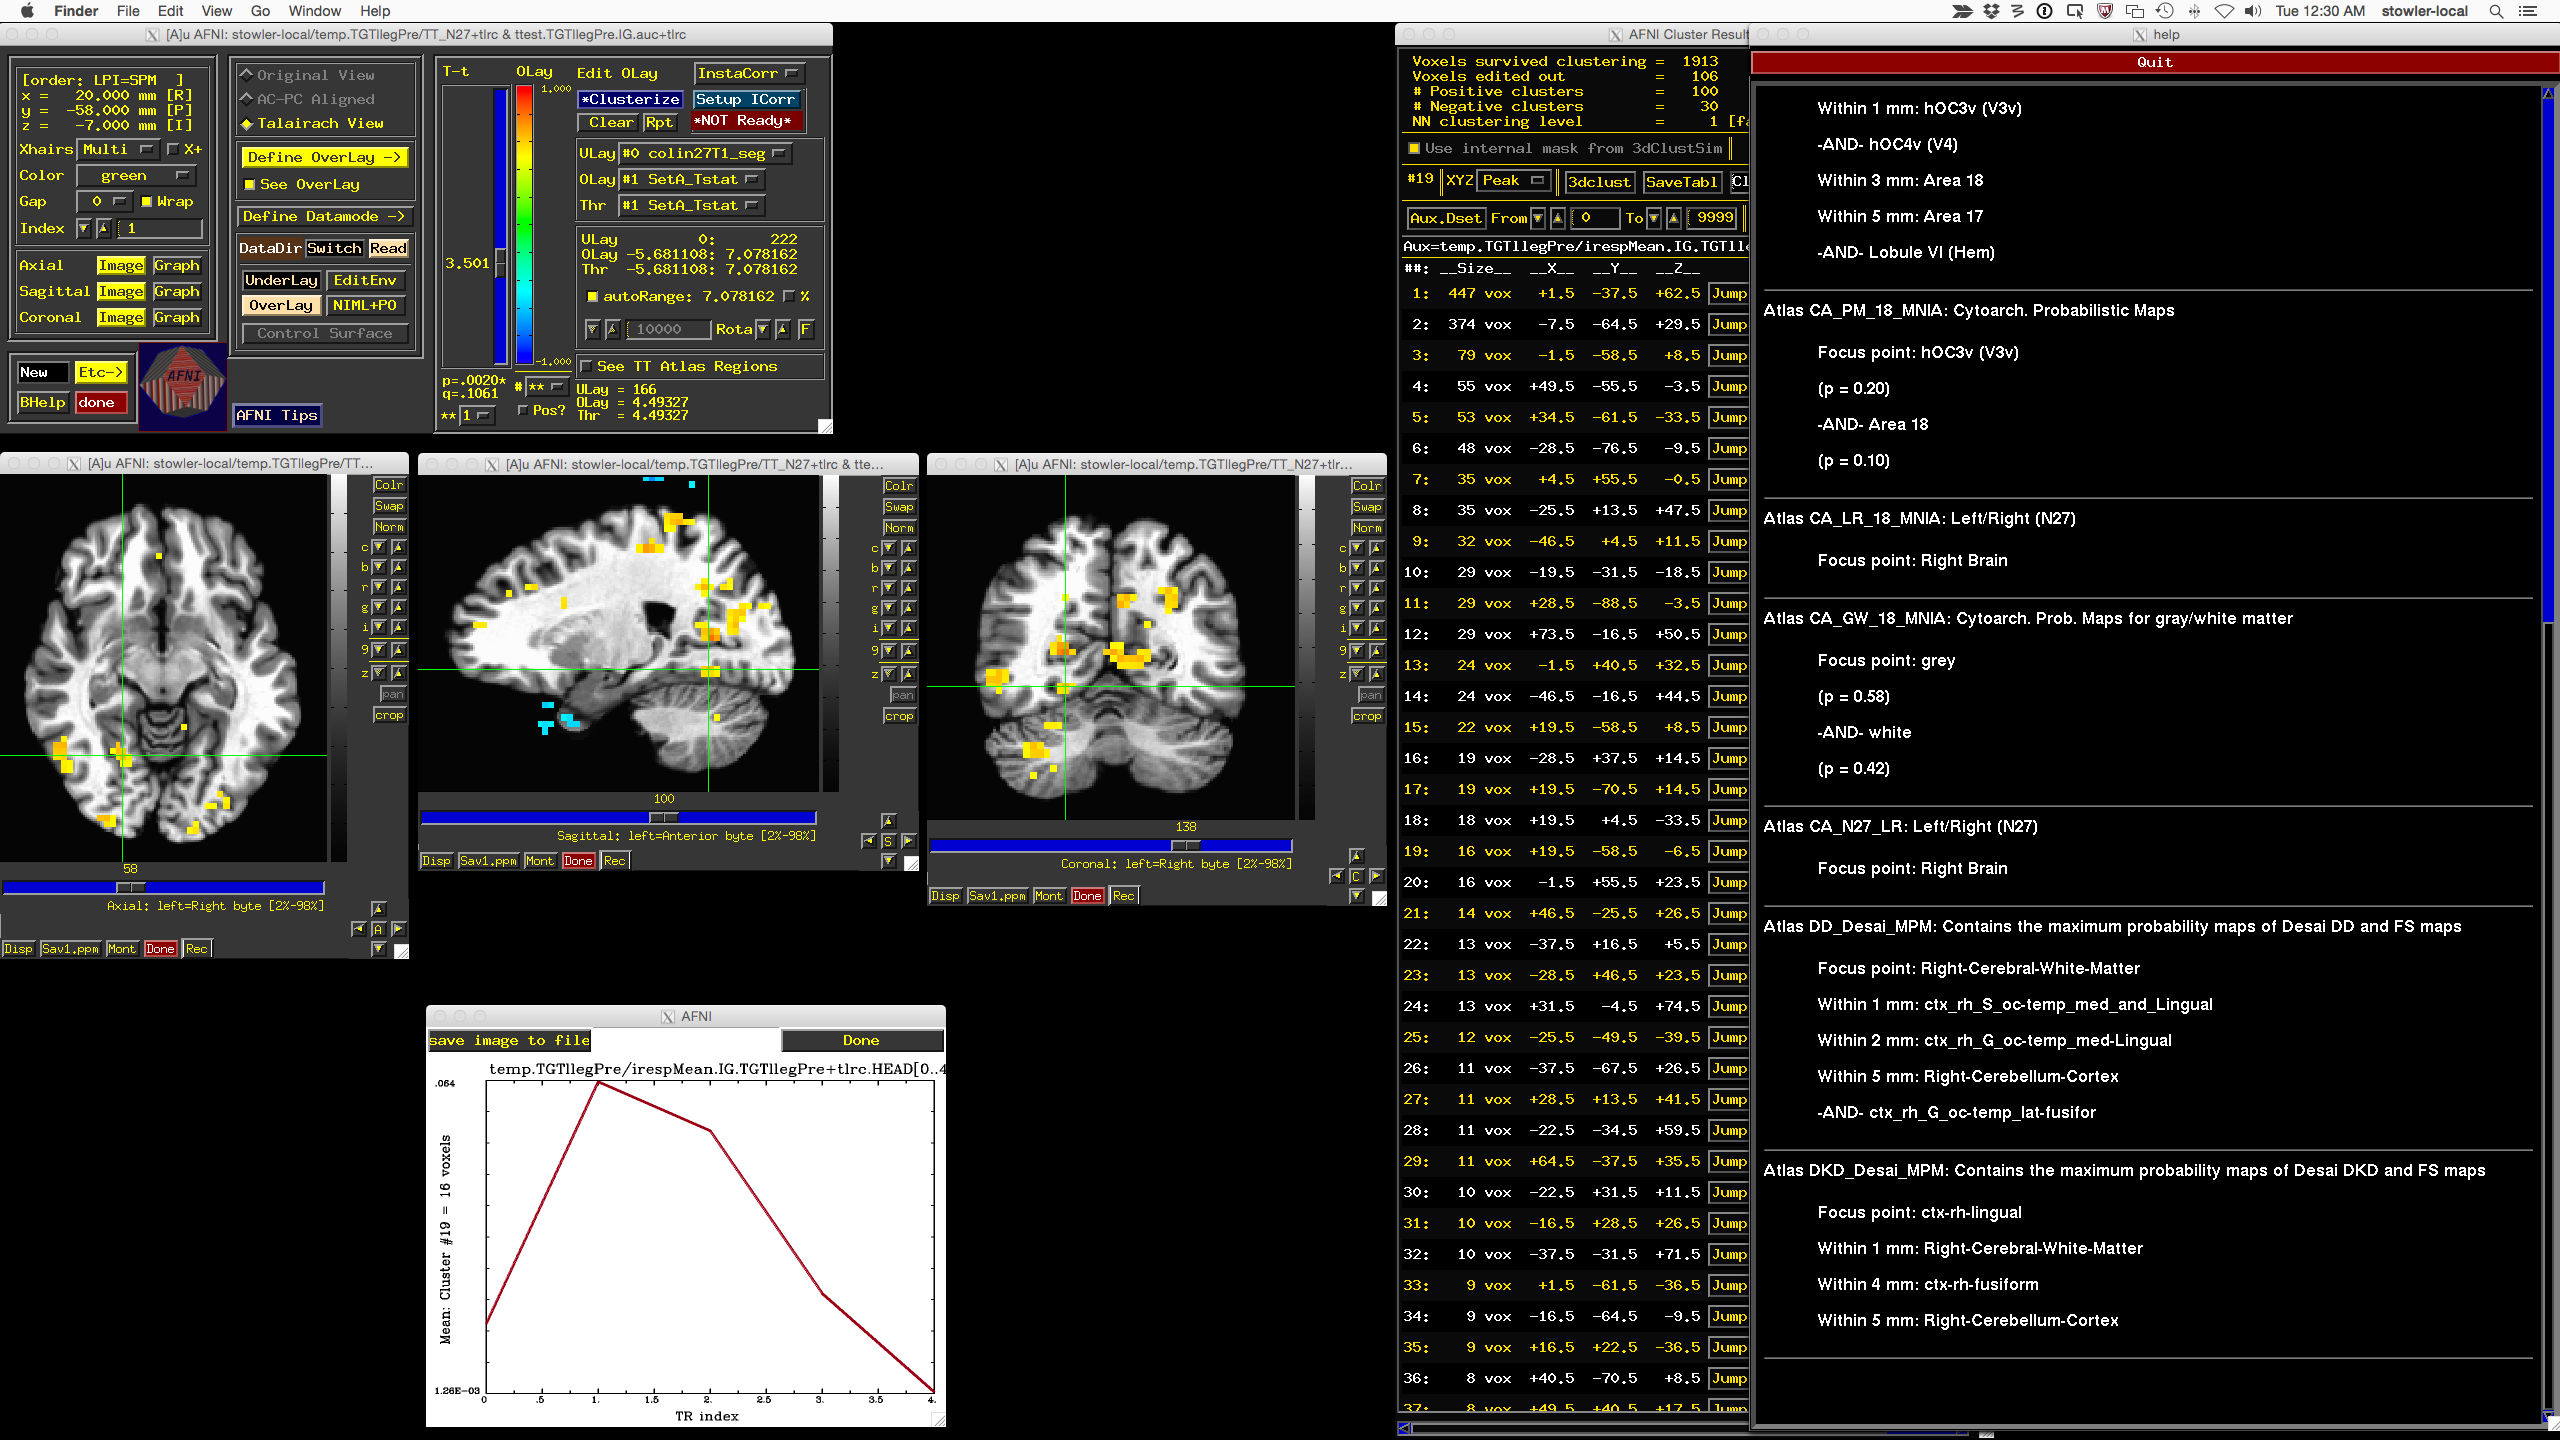 Finder File Edit View Go Window Help
Tue 12:30 AM stowler-local
[A]u AFNI: stowler-local/temp.TGTllegPre/TT_N27+tlrc & ttest.TGTllegPre.IG.auc+tlrc
[order: LPI=SPM ]
x = 20.000 mm [R]
y = -58.000 mm [P]
z = -7.000 mm [I]
Xhairs Multi X+
Color green
Gap 0 Wrap
Index 1
Axial Image Graph
Sagittal Image Graph
Coronal Image Graph
New Etc->
BHelp done
AFNI
AFNI Tips
Original View
AC-PC Aligned
Talairach View
Define OverLay ->
See OverLay
Define Datamode ->
DataDir Switch Read
UnderLay EditEnv
OverLay NIML+PO
Control Surface
T-t OLay Edit OLay InstaCorr
*Clusterize Setup ICorr
Clear Rpt *NOT Ready*
1.000
3.501
-1.000
p=.0020*
q=.1061
** 1
# **
Pos?
ULay #0 colin27T1_seg
OLay #1 SetA_Tstat
Thr #1 SetA_Tstat
ULay 0: 222
OLay -5.681108: 7.078162
Thr -5.681108: 7.078162
autoRange: 7.078162 %
10000 Rota F
See TT Atlas Regions
ULay = 166
OLay = 4.49327
Thr = 4.49327
[A]u AFNI: stowler-local/temp.TGTllegPre/TT...
Colr
Swap
Norm
c
b
r
g
i
9
z
pan
crop
58
Axial: left=Right byte [2%-98%]
A
Disp Sav1.ppm Mont Done Rec
[A]u AFNI: stowler-local/temp.TGTllegPre/TT_N27+tlrc & tte...
Colr
Swap
Norm
c
b
r
g
i
9
z
pan
crop
100
Sagittal: left=Anterior byte [2%-98%]
S
Disp Sav1.ppm Mont Done Rec
[A]u AFNI: stowler-local/temp.TGTllegPre/TT_N27+tlr...
Colr
Swap
Norm
c
b
r
g
i
9
z
pan
crop
138
Coronal: left=Right byte [2%-98%]
C
Disp Sav1.ppm Mont Done Rec
AFNI
save image to file Done
temp.TGTllegPre/irespMean.IG.TGTllegPre+tlrc.HEAD[0..4
.064
Mean: Cluster #19 = 16 voxels
1.26E-03
0 .5 1. 1.5 2. 2.5 3. 3.5 4.
TR index
AFNI Cluster Result
Voxels survived clustering = 1913
Voxels edited out = 106
# Positive clusters = 100
# Negative clusters = 30
NN clustering level = 1 [fa
Use internal mask from 3dClustSim
#19 XYZ Peak 3dclust SaveTabl Cl
Aux.Dset From 0 To 9999
Aux=temp.TGTllegPre/irespMean.IG.TGTlle
##: __Size__ __X__ __Y__ __Z__
1: 447 vox +1.5 -37.5 +62.5 Jump
2: 374 vox -7.5 -64.5 +29.5 Jump
3: 79 vox -1.5 -58.5 +8.5 Jump
4: 55 vox +49.5 -55.5 -3.5 Jump
5: 53 vox +34.5 -61.5 -33.5 Jump
6: 48 vox -28.5 -76.5 -9.5 Jump
7: 35 vox +4.5 +55.5 -0.5 Jump
8: 35 vox -25.5 +13.5 +47.5 Jump
9: 32 vox -46.5 +4.5 +11.5 Jump
10: 29 vox -19.5 -31.5 -18.5 Jump
11: 29 vox +28.5 -88.5 -3.5 Jump
12: 29 vox +73.5 -16.5 +50.5 Jump
13: 24 vox -1.5 +40.5 +32.5 Jump
14: 24 vox -46.5 -16.5 +44.5 Jump
15: 22 vox +19.5 -58.5 +8.5 Jump
16: 19 vox -28.5 +37.5 +14.5 Jump
17: 19 vox +19.5 -70.5 +14.5 Jump
18: 18 vox +19.5 +4.5 -33.5 Jump
19: 16 vox +19.5 -58.5 -6.5 Jump
20: 16 vox -1.5 +55.5 +23.5 Jump
21: 14 vox +46.5 -25.5 +26.5 Jump
22: 13 vox -37.5 +16.5 +5.5 Jump
23: 13 vox -28.5 +46.5 +23.5 Jump
24: 13 vox +31.5 -4.5 +74.5 Jump
25: 12 vox -25.5 -49.5 -39.5 Jump
26: 11 vox -37.5 -67.5 +26.5 Jump
27: 11 vox +28.5 +13.5 +41.5 Jump
28: 11 vox -22.5 -34.5 +59.5 Jump
29: 11 vox +64.5 -37.5 +35.5 Jump
30: 10 vox -22.5 +31.5 +11.5 Jump
31: 10 vox -16.5 +28.5 +26.5 Jump
32: 10 vox -37.5 -31.5 +71.5 Jump
33: 9 vox +1.5 -61.5 -36.5 Jump
34: 9 vox -16.5 -64.5 -9.5 Jump
35: 9 vox +16.5 +22.5 -36.5 Jump
36: 8 vox +40.5 -70.5 +8.5 Jump
37: 8 vox +49.5 +40.5 +17.5 Jump
help
Quit
Within 1 mm: hOC3v (V3v)
-AND- hOC4v (V4)
Within 3 mm: Area 18
Within 5 mm: Area 17
-AND- Lobule VI (Hem)
Atlas CA_PM_18_MNIA: Cytoarch. Probabilistic Maps
Focus point: hOC3v (V3v)
(p = 0.20)
-AND- Area 18
(p = 0.10)
Atlas CA_LR_18_MNIA: Left/Right (N27)
Focus point: Right Brain
Atlas CA_GW_18_MNIA: Cytoarch. Prob. Maps for gray/white matter
Focus point: grey
(p = 0.58)
-AND- white
(p = 0.42)
Atlas CA_N27_LR: Left/Right (N27)
Focus point: Right Brain
Atlas DD_Desai_MPM: Contains the maximum probability maps of Desai DD and FS maps
Focus point: Right-Cerebral-White-Matter
Within 1 mm: ctx_rh_S_oc-temp_med_and_Lingual
Within 2 mm: ctx_rh_G_oc-temp_med-Lingual
Within 5 mm: Right-Cerebellum-Cortex
-AND- ctx_rh_G_oc-temp_lat-fusifor
Atlas DKD_Desai_MPM: Contains the maximum probability maps of Desai DKD and FS maps
Focus point: ctx-rh-lingual
Within 1 mm: Right-Cerebral-White-Matter
Within 4 mm: ctx-rh-fusiform
Within 5 mm: Right-Cerebellum-Cortex